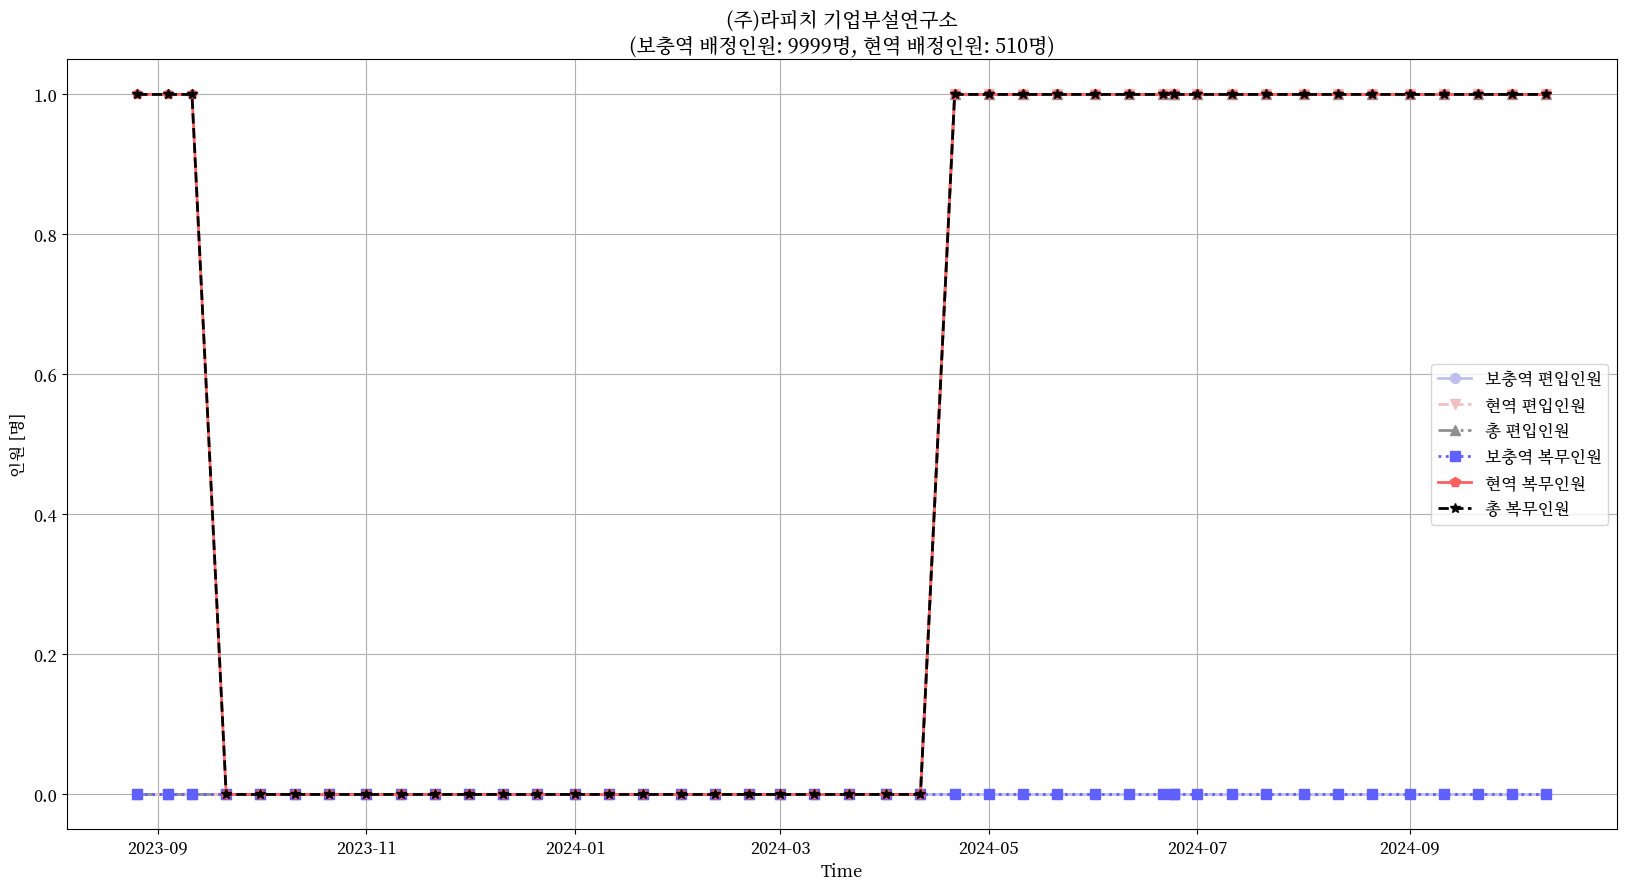 (주)라피치 기업부설연구소
(보충역 배정인원: 9999명, 현역 배정인원: 510명)
1.0
0.8
0.6
0.4
0.2
0.0
인원 [명]
보충역 편입인원
현역 편입인원
총 편입인원
보충역 복무인원
현역 복무인원
총 복무인원
2023-09
2023-11
2024-01
2024-03
2024-05
2024-07
2024-09
Time